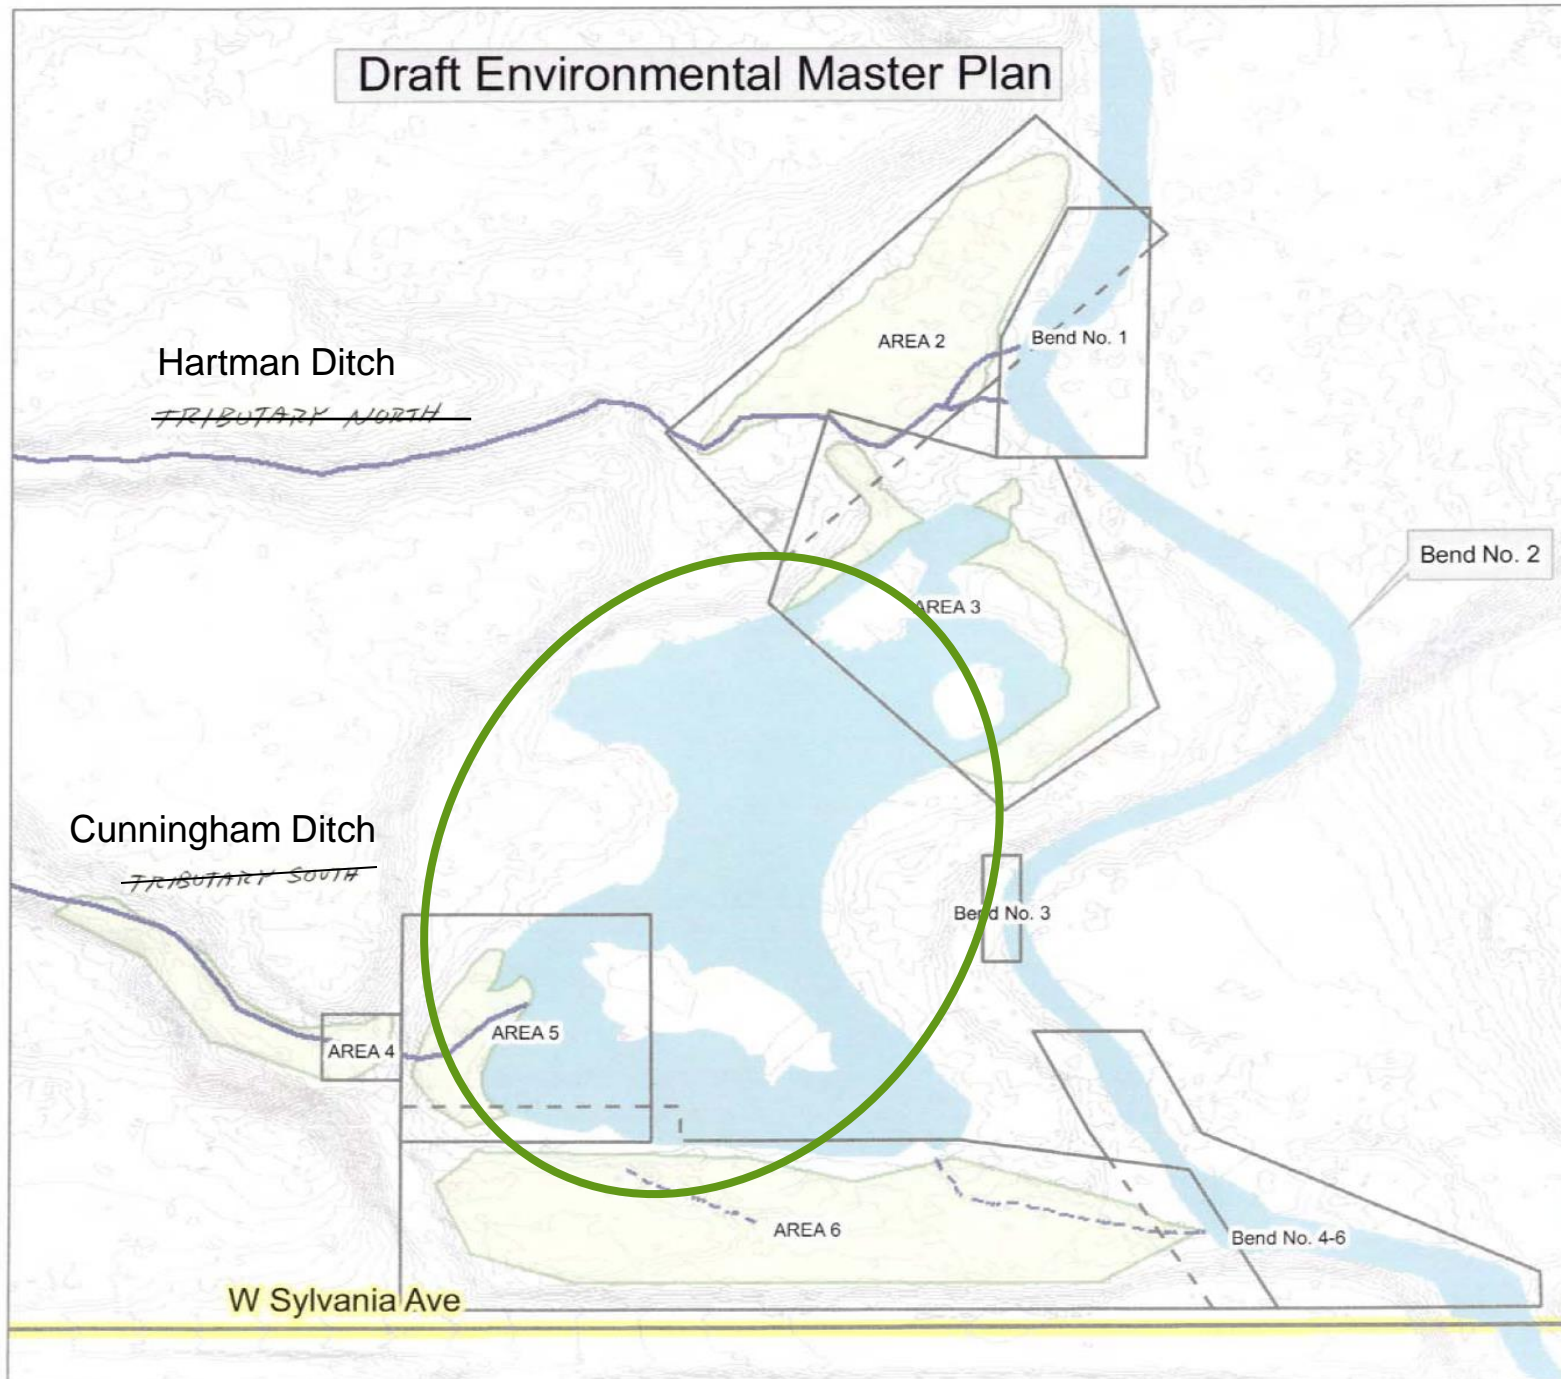 Draft Environmental Master Plan
Hartman Ditch
TRIBUTARY NORTH
AREA 2
Bend No. 1
Bend No. 2
AREA 3
Cunningham Ditch
TRIBUTARY SOUTH
Bend No. 3
AREA 4
AREA 5
AREA 6
Bend No. 4-6
W Sylvania Ave